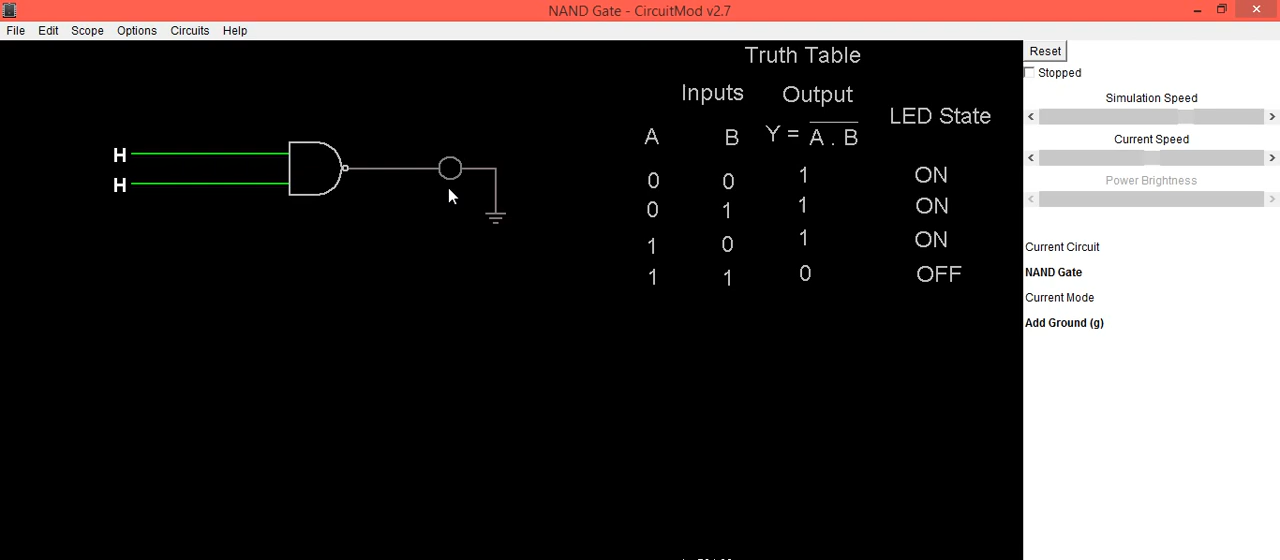 NAND Gate - CircuitMod v2.7
File Edit Scope Options Circuits Help
Truth Table
Inputs Output LED State
A B Y = A . B
0 0 1 ON
0 1 1 ON
1 0 1 ON
1 1 0 OFF
H
H
Reset
Stopped
Simulation Speed
Current Speed
Power Brightness
Current Circuit
NAND Gate
Current Mode
Add Ground (g)